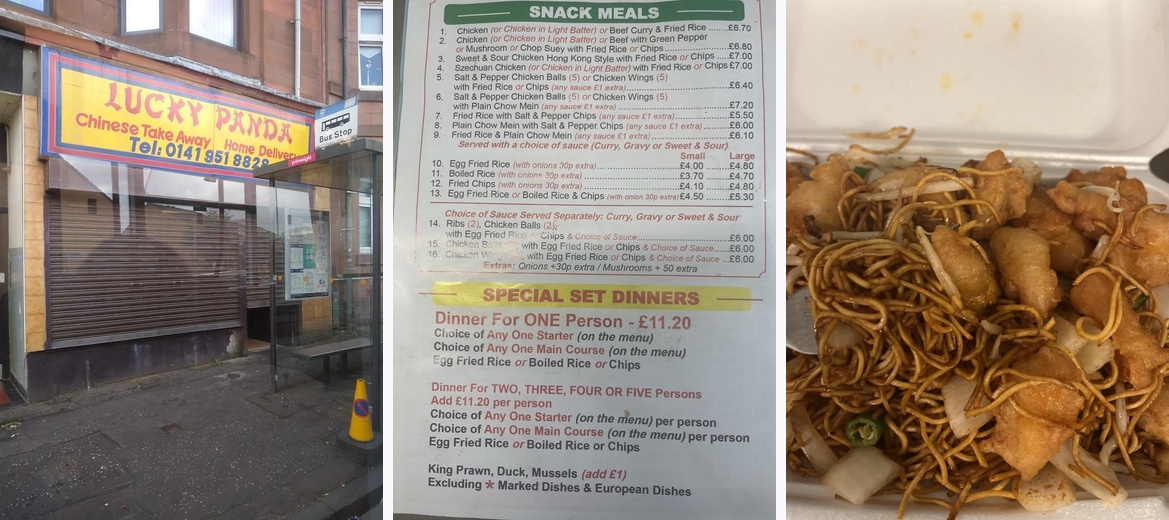 LUCKY PANDA
Chinese Take Away Home Delivery
Tel: 0141 951 8828
Bus Stop
SNACK MEALS
1. Chicken (or Chicken in Light Batter) or Beef Curry & Fried Rice ......£6.70
2. Chicken (or Chicken in Light Batter) or Beef with Green Pepper
or Mushroom or Chop Suey with Fried Rice or Chips ......£6.80
3. Sweet & Sour Chicken Hong Kong Style with Fried Rice or Chips ......£7.00
4. Szechuan Chicken (or Chicken in Light Batter) with Fried Rice or Chips £7.00
5. Salt & Pepper Chicken Balls (5) or Chicken Wings (5)
with Fried Rice or Chips (any sauce £1 extra) ......£6.40
6. Salt & Pepper Chicken Balls (5) or Chicken Wings (5)
with Plain Chow Mein (any sauce £1 extra) ......£7.20
7. Fried Rice with Salt & Pepper Chips (any sauce £1 extra) ......£5.50
8. Plain Chow Mein with Salt & Pepper Chips (any sauce £1 extra) ......£6.00
9. Fried Rice & Plain Chow Mein (any sauce £1 extra) ......£6.10
Served with a choice of sauce (Curry, Gravy or Sweet & Sour)
Small Large
10. Egg Fried Rice (with onions 30p extra) ......£4.00 ......£4.80
11. Boiled Rice (with onions 30p extra) ......£3.70 ......£4.70
12. Fried Chips (with onions 30p extra) ......£4.10 ......£4.80
13. Egg Fried Rice or Boiled Rice & Chips (with onion 30p extra) £4.50 ......£5.30
Choice of Sauce Served Separately: Curry, Gravy or Sweet & Sour
14. Ribs (2), Chicken Balls (2),
with Egg Fried Rice Chips & Choice of Sauce ......£6.00
15. Chicken Balls with Egg Fried Rice or Chips & Choice of Sauce ......£6.00
16. Chicken with Egg Fried Rice or Chips & Choice of Sauce ...£6.00
Extras: Onions +30p extra / Mushrooms + 50 extra
SPECIAL SET DINNERS
Dinner For ONE Person - £11.20
Choice of Any One Starter (on the menu)
Choice of Any One Main Course (on the menu)
Egg Fried Rice or Boiled Rice or Chips
Dinner For TWO, THREE, FOUR OR FIVE Persons
Add £11.20 per person
Choice of Any One Starter (on the menu) per person
Choice of Any One Main Course (on the menu) per person
Egg Fried Rice or Boiled Rice or Chips
King Prawn, Duck, Mussels (add £1)
Excluding * Marked Dishes & European Dishes